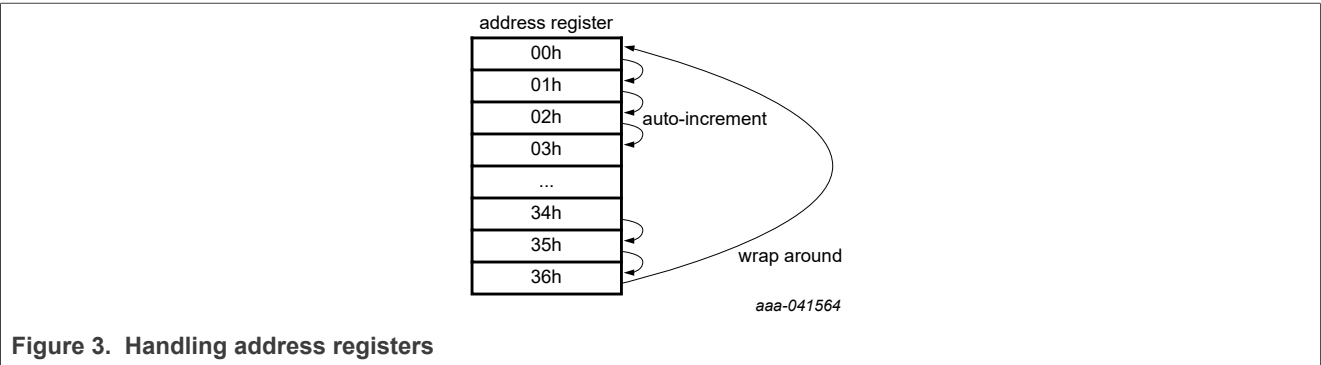 address register
00h
01h
02h
auto-increment
03h
...
34h
35h
wrap around
36h
aaa-041564
Figure 3. Handling address registers